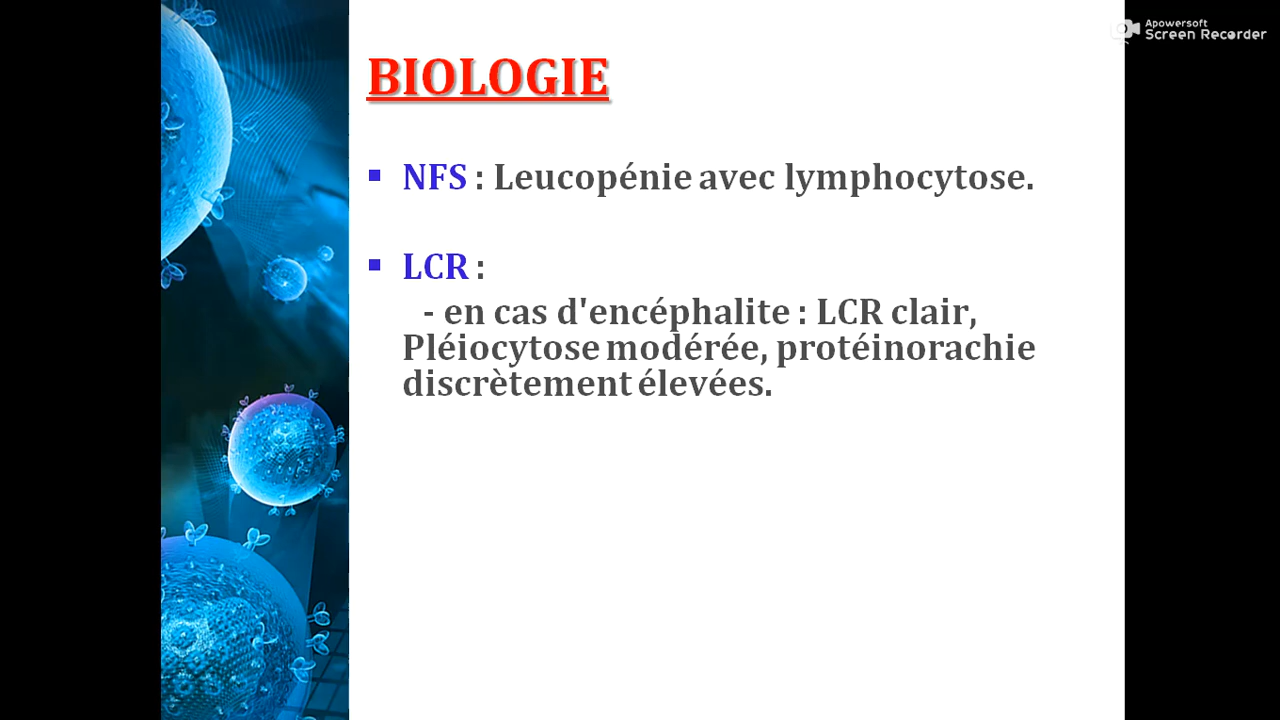 Apowersoft
Screen Recorder
BIOLOGIE
▪ NFS : Leucopénie avec lymphocytose.
▪ LCR :
- en cas d'encéphalite : LCR clair,
Pléiocytose modérée, protéinorachie
discrètement élevées.